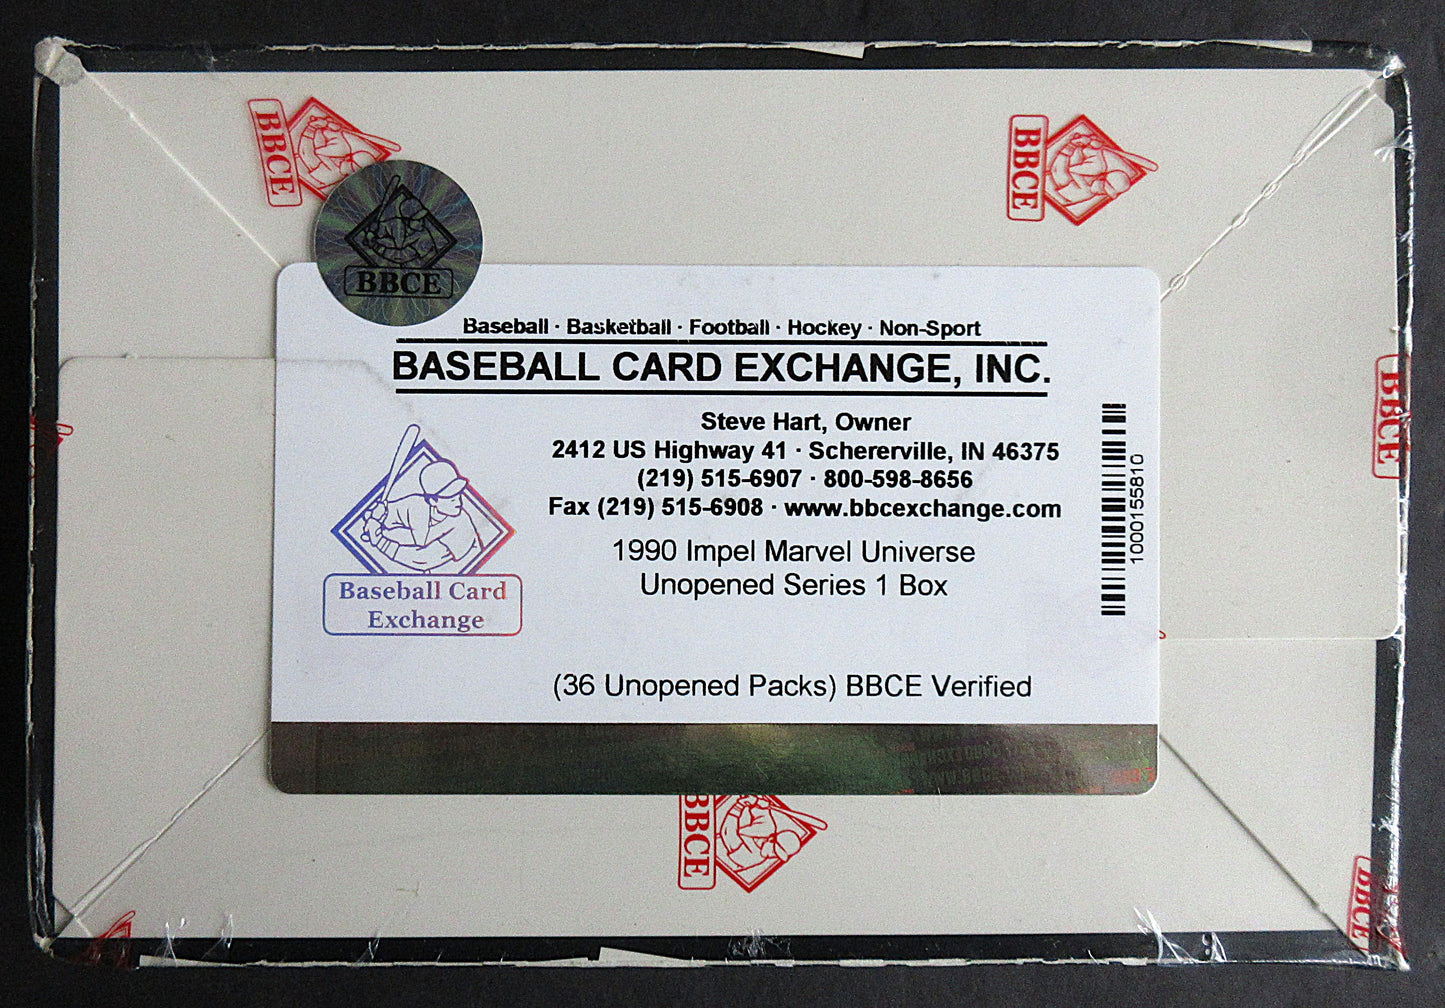 BBCE
BBCE
BBCE
Baseball · Basketball · Football · Hockey · Non-Sport
BASEBALL CARD EXCHANGE, INC.
Steve Hart, Owner
2412 US Highway 41 · Schererville, IN 46375
(219) 515-6907 · 800-598-8656
Fax (219) 515-6908 · www.bbcexchange.com
1990 Impel Marvel Universe
Unopened Series 1 Box
1000155810
BBCE
Baseball Card
Exchange
(36 Unopened Packs) BBCE Verified
BBCE
BBCE